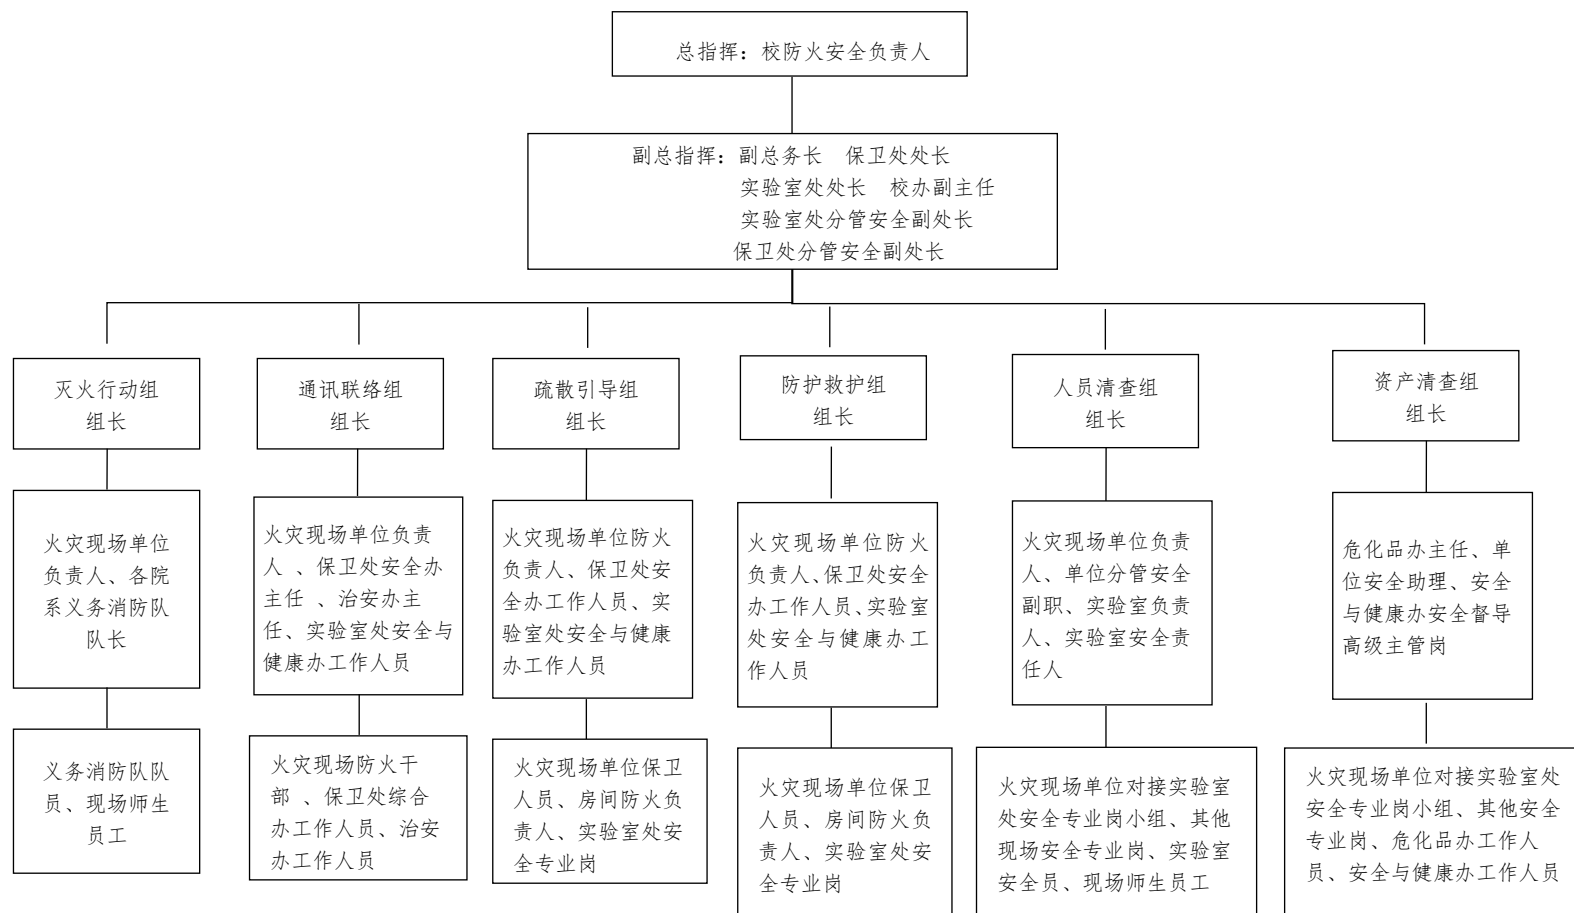 总指挥：校防火安全负责人
副总指挥：副总务长 保卫处处长
实验室处处长 校办副主任
实验室处分管安全副处长
保卫处分管安全副处长
灭火行动组
组长
通讯联络组
组长
疏散引导组
组长
防护救护组
组长
人员清查组
组长
资产清查组
组长
火灾现场单位
负责人、各院
系义务消防队
队长
火灾现场单位负责
人 、保卫处安全办
主任 、治安办主
任、实验室处安全与
健康办工作人员
火灾现场单位防火
负责人、保卫处安
全办工作人员、实
验室处安全与健康
办工作人员
火灾现场单位防火
负责人、保卫处安全
办工作人员、实验室
处安全与健康办工
作人员
火灾现场单位负责
人、单位分管安全
副职、实验室负责
人、实验室安全责
任人
危化品办主任、单
位安全助理、安全
与健康办安全督导
高级主管岗
义务消防队队
员、现场师生
员工
火灾现场防火干
部 、保卫处综合
办工作人员、治安
办工作人员
火灾现场单位保卫
人员、房间防火负
责人、实验室处安
全专业岗
火灾现场单位保卫
人员、房间防火负
责人、实验室处安
全专业岗
火灾现场单位对接实验室
处安全专业岗小组、其他
现场安全专业岗、实验室
安全员、现场师生员工
火灾现场单位对接实验室处
安全专业岗小组、其他安全
专业岗、危化品办工作人
员、安全与健康办工作人员